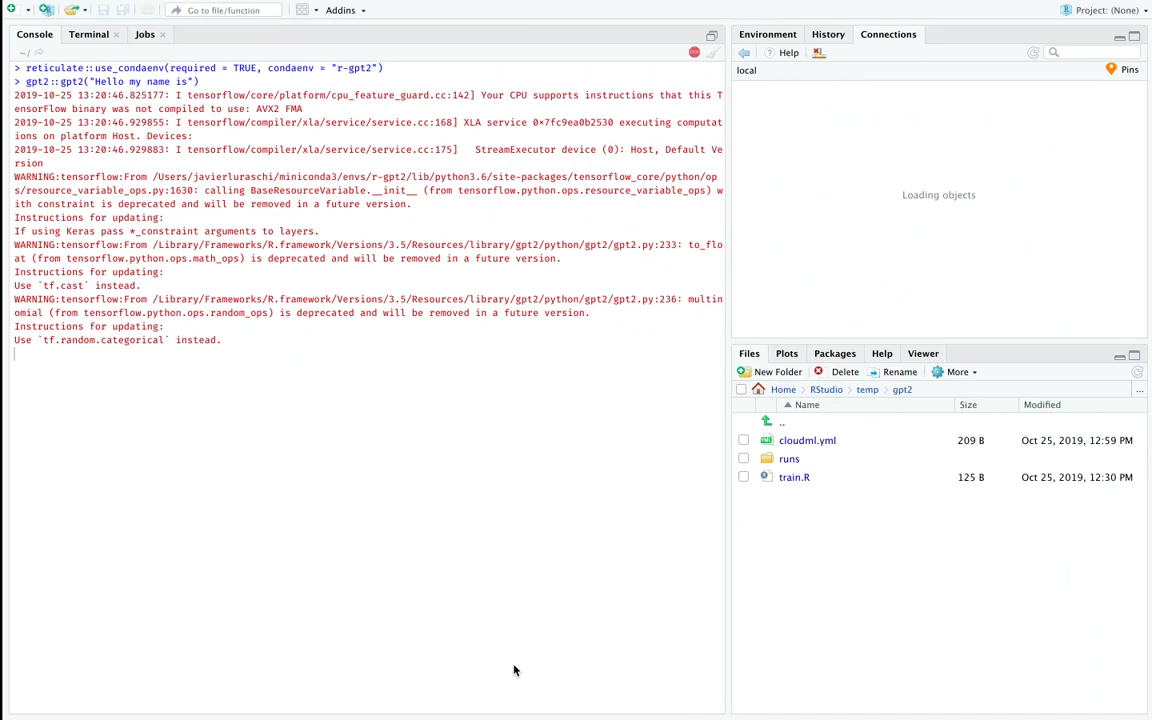 Go to file/function
Addins
Project: (None)
Console
Terminal
Jobs
~/
> reticulate::use_condaenv(required = TRUE, condaenv = "r-gpt2")
> gpt2::gpt2("Hello my name is")
2019-10-25 13:20:46.825177: I tensorflow/core/platform/cpu_feature_guard.cc:142] Your CPU supports instructions that this T
ensorFlow binary was not compiled to use: AVX2 FMA
2019-10-25 13:20:46.929855: I tensorflow/compiler/xla/service/service.cc:168] XLA service 0x7fc9ea0b2530 executing computat
ions on platform Host. Devices:
2019-10-25 13:20:46.929883: I tensorflow/compiler/xla/service/service.cc:175]   StreamExecutor device (0): Host, Default Ve
rsion
WARNING:tensorflow:From /Users/javierluraschi/miniconda3/envs/r-gpt2/lib/python3.6/site-packages/tensorflow_core/python/op
s/resource_variable_ops.py:1630: calling BaseResourceVariable.__init__ (from tensorflow.python.ops.resource_variable_ops) w
ith constraint is deprecated and will be removed in a future version.
Instructions for updating:
If using Keras pass *_constraint arguments to layers.
WARNING:tensorflow:From /Library/Frameworks/R.framework/Versions/3.5/Resources/library/gpt2/python/gpt2/gpt2.py:233: to_flo
at (from tensorflow.python.ops.math_ops) is deprecated and will be removed in a future version.
Instructions for updating:
Use `tf.cast` instead.
WARNING:tensorflow:From /Library/Frameworks/R.framework/Versions/3.5/Resources/library/gpt2/python/gpt2/gpt2.py:236: multin
omial (from tensorflow.python.ops.random_ops) is deprecated and will be removed in a future version.
Instructions for updating:
Use `tf.random.categorical` instead.
Environment
History
Connections
Help
local
Pins
Loading objects
Files
Plots
Packages
Help
Viewer
New Folder
Delete
Rename
More
Home
RStudio
temp
gpt2
...
Name
Size
Modified
..
cloudml.yml 209 B Oct 25, 2019, 12:59 PM
runs
train.R 125 B Oct 25, 2019, 12:30 PM